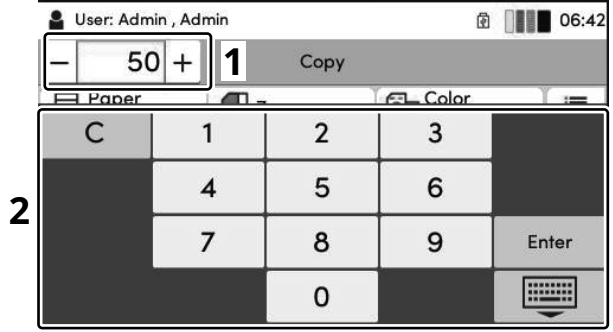 User: Admin , Admin 06:42
− 50 + 1 Copy
Paper Color
C 1 2 3
2
4 5 6
7 8 9 Enter
0